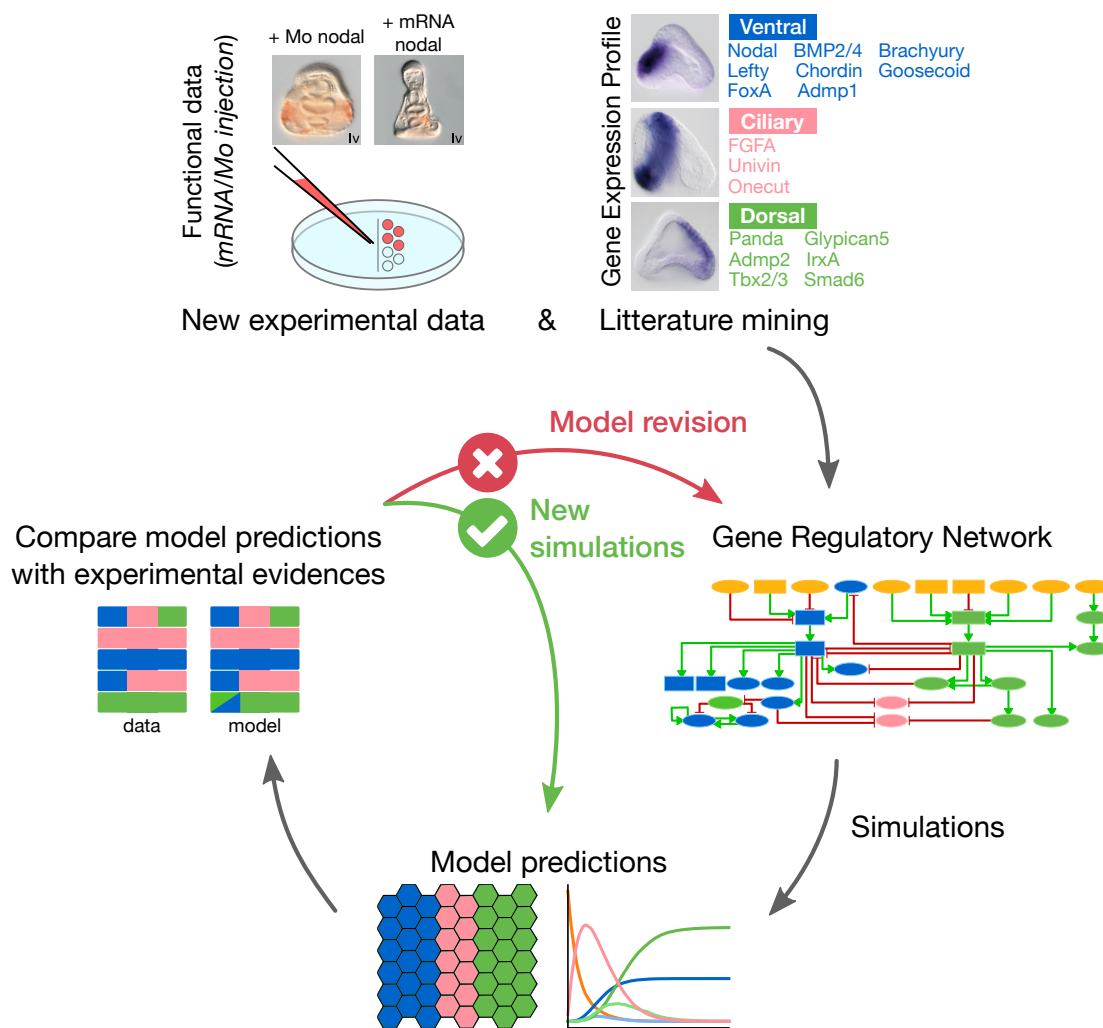 Functional data
(mRNA/Mo injection)
+ Mo nodal
lv
+ mRNA
nodal
lv
Gene Expression Profile
Ventral
Nodal BMP2/4 Brachyury
Lefty Chordin Goosecoid
FoxA Admp1
Ciliary
FGFA
Univin
Onecut
Dorsal
Panda Glypican5
Admp2 IrxA
Tbx2/3 Smad6
New experimental data & Litterature mining
Model revision
New
simulations
Compare model predictions
with experimental evidences
data
model
Gene Regulatory Network
Simulations
Model predictions